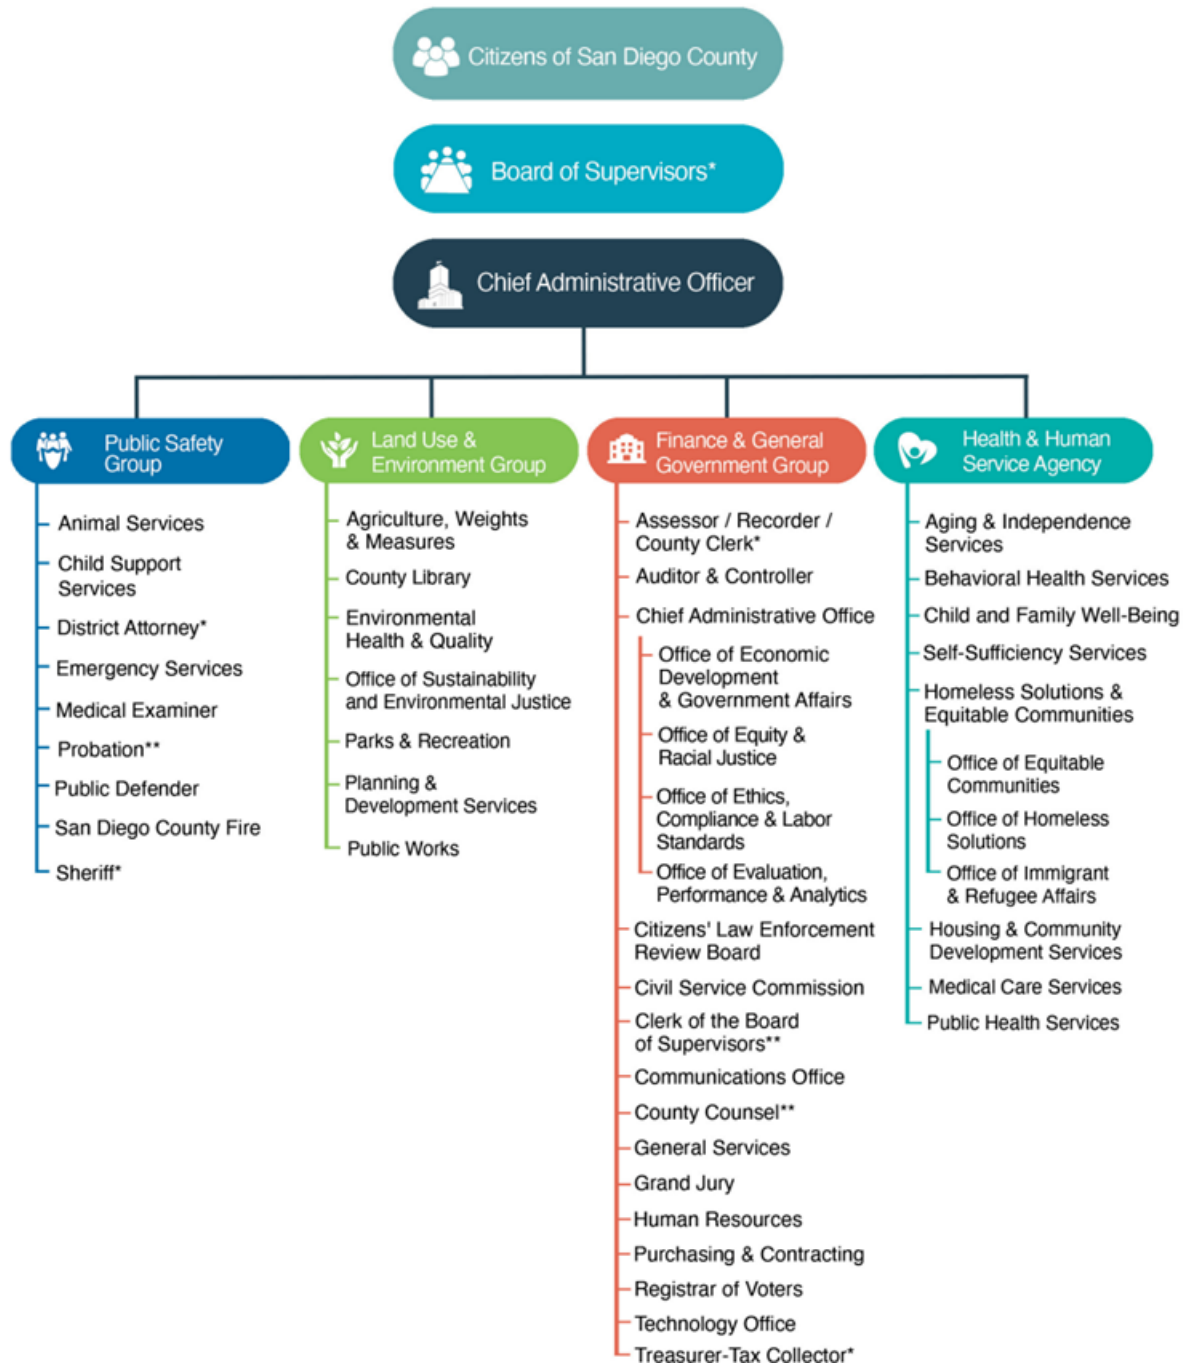 Citizens of San Diego County
Board of Supervisors*
Chief Administrative Officer
Public Safety
Group
Animal Services
Child Support
Services
District Attorney*
Emergency Services
Medical Examiner
Probation**
Public Defender
San Diego County Fire
Sheriff*
Land Use &
Environment Group
Agriculture, Weights
& Measures
County Library
Environmental
Health & Quality
Office of Sustainability
and Environmental Justice
Parks & Recreation
Planning &
Development Services
Public Works
Finance & General
Government Group
Assessor / Recorder /
County Clerk*
Auditor & Controller
Chief Administrative Office
Office of Economic
Development
& Government Affairs
Office of Equity &
Racial Justice
Office of Ethics,
Compliance & Labor
Standards
Office of Evaluation,
Performance & Analytics
Citizens' Law Enforcement
Review Board
Civil Service Commission
Clerk of the Board
of Supervisors**
Communications Office
County Counsel**
General Services
Grand Jury
Human Resources
Purchasing & Contracting
Registrar of Voters
Technology Office
Treasurer-Tax Collector*
Health & Human
Service Agency
Aging & Independence
Services
Behavioral Health Services
Child and Family Well-Being
Self-Sufficiency Services
Homeless Solutions &
Equitable Communities
Office of Equitable
Communities
Office of Homeless
Solutions
Office of Immigrant
& Refugee Affairs
Housing & Community
Development Services
Medical Care Services
Public Health Services